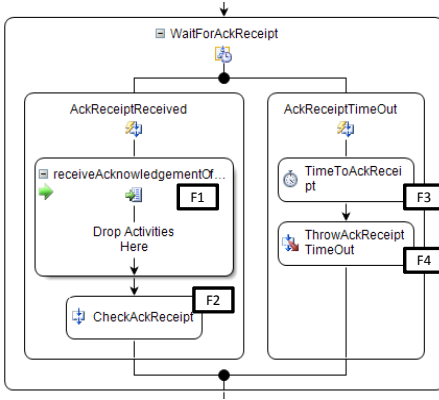 WaitForAckReceipt
AckReceiptReceived
receiveAcknowledgementOf...
F1
Drop Activities
Here
F2
CheckAckReceipt
AckReceiptTimeOut
TimeToAckRecei
pt
F3
ThrowAckReceipt
TimeOut
F4